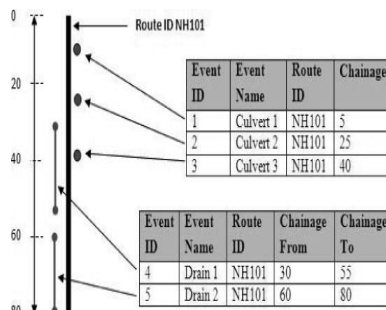 0
Route ID NH101
20
40
60
80
Event ID Event Name Route ID Chainage
1 Culvert 1 NH101 5
2 Culvert 2 NH101 25
3 Culvert 3 NH101 40
Event ID Event Name Route ID Chainage From Chainage To
4 Drain 1 NH101 30 55
5 Drain 2 NH101 60 80